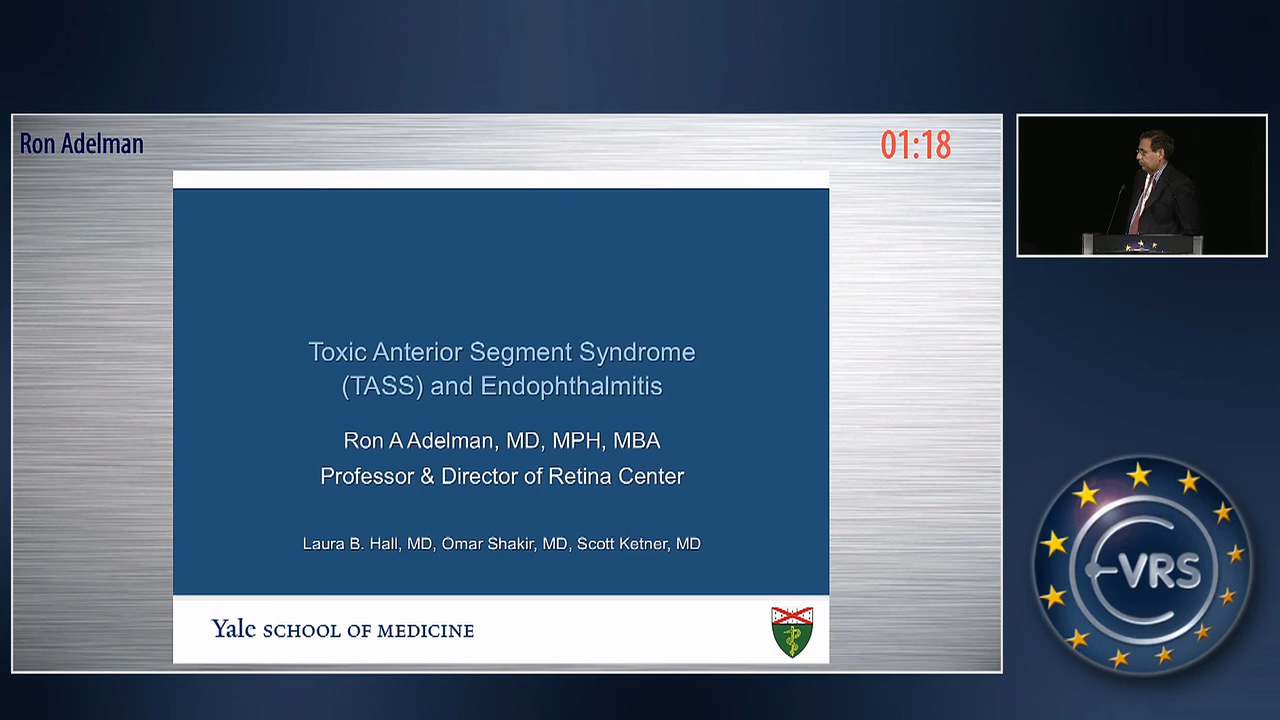 Ron Adelman
01:18
Toxic Anterior Segment Syndrome
(TASS) and Endophthalmitis
Ron A Adelman, MD, MPH, MBA
Professor & Director of Retina Center
Laura B. Hall, MD, Omar Shakir, MD, Scott Ketner, MD
Yale SCHOOL OF MEDICINE
EVRS